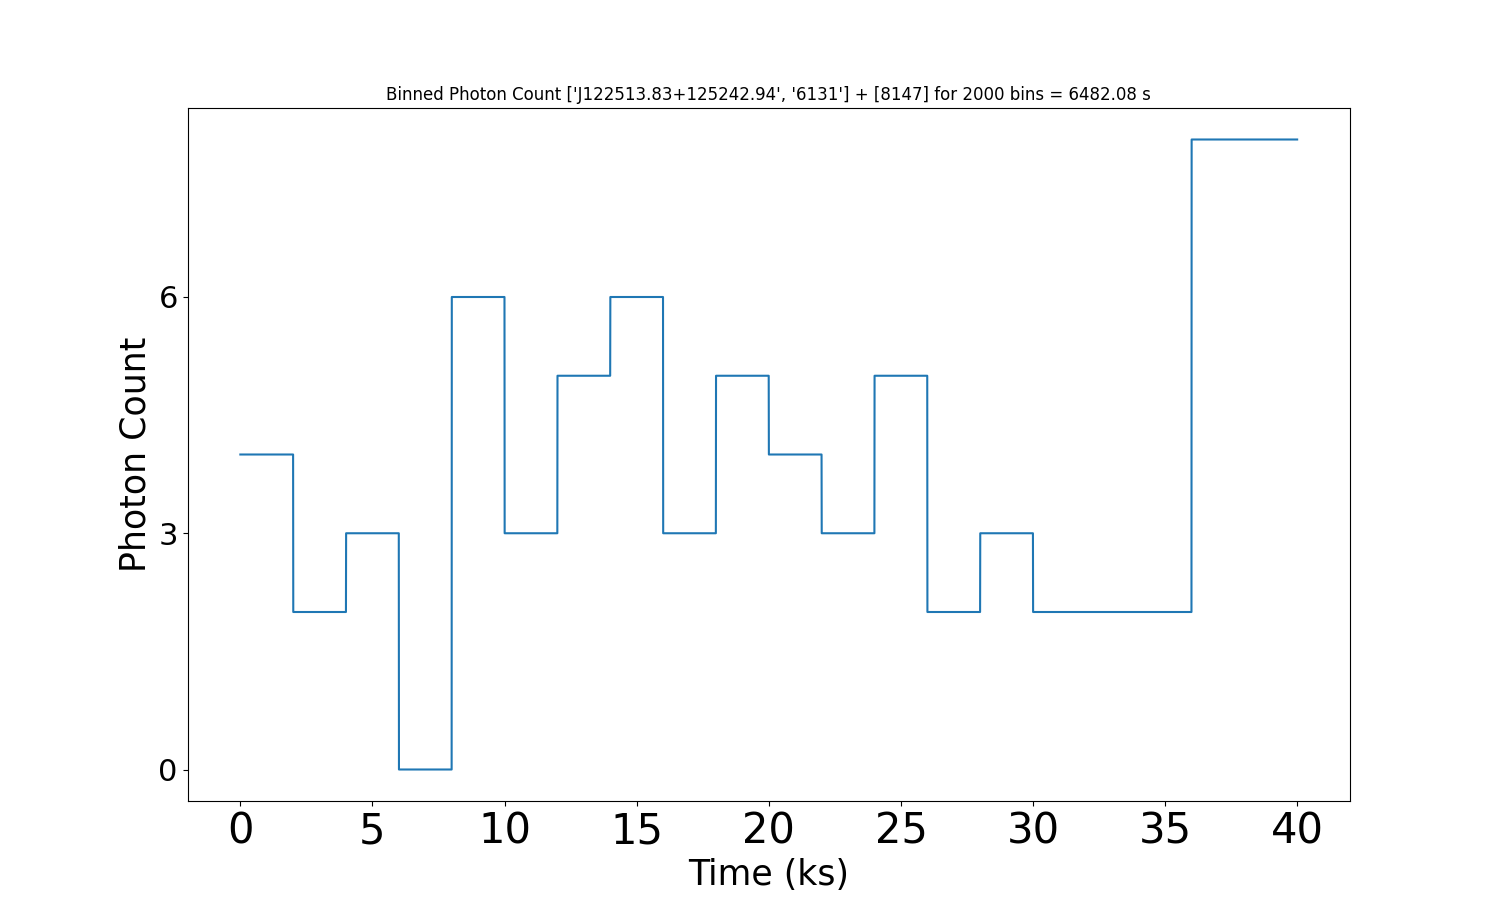 Binned Photon Count ['J122513.83+125242.94', '6131'] + [8147] for 2000 bins = 6482.08 s
Photon Count
6
3
0
0 5 10 15 20 25 30 35 40
Time (ks)